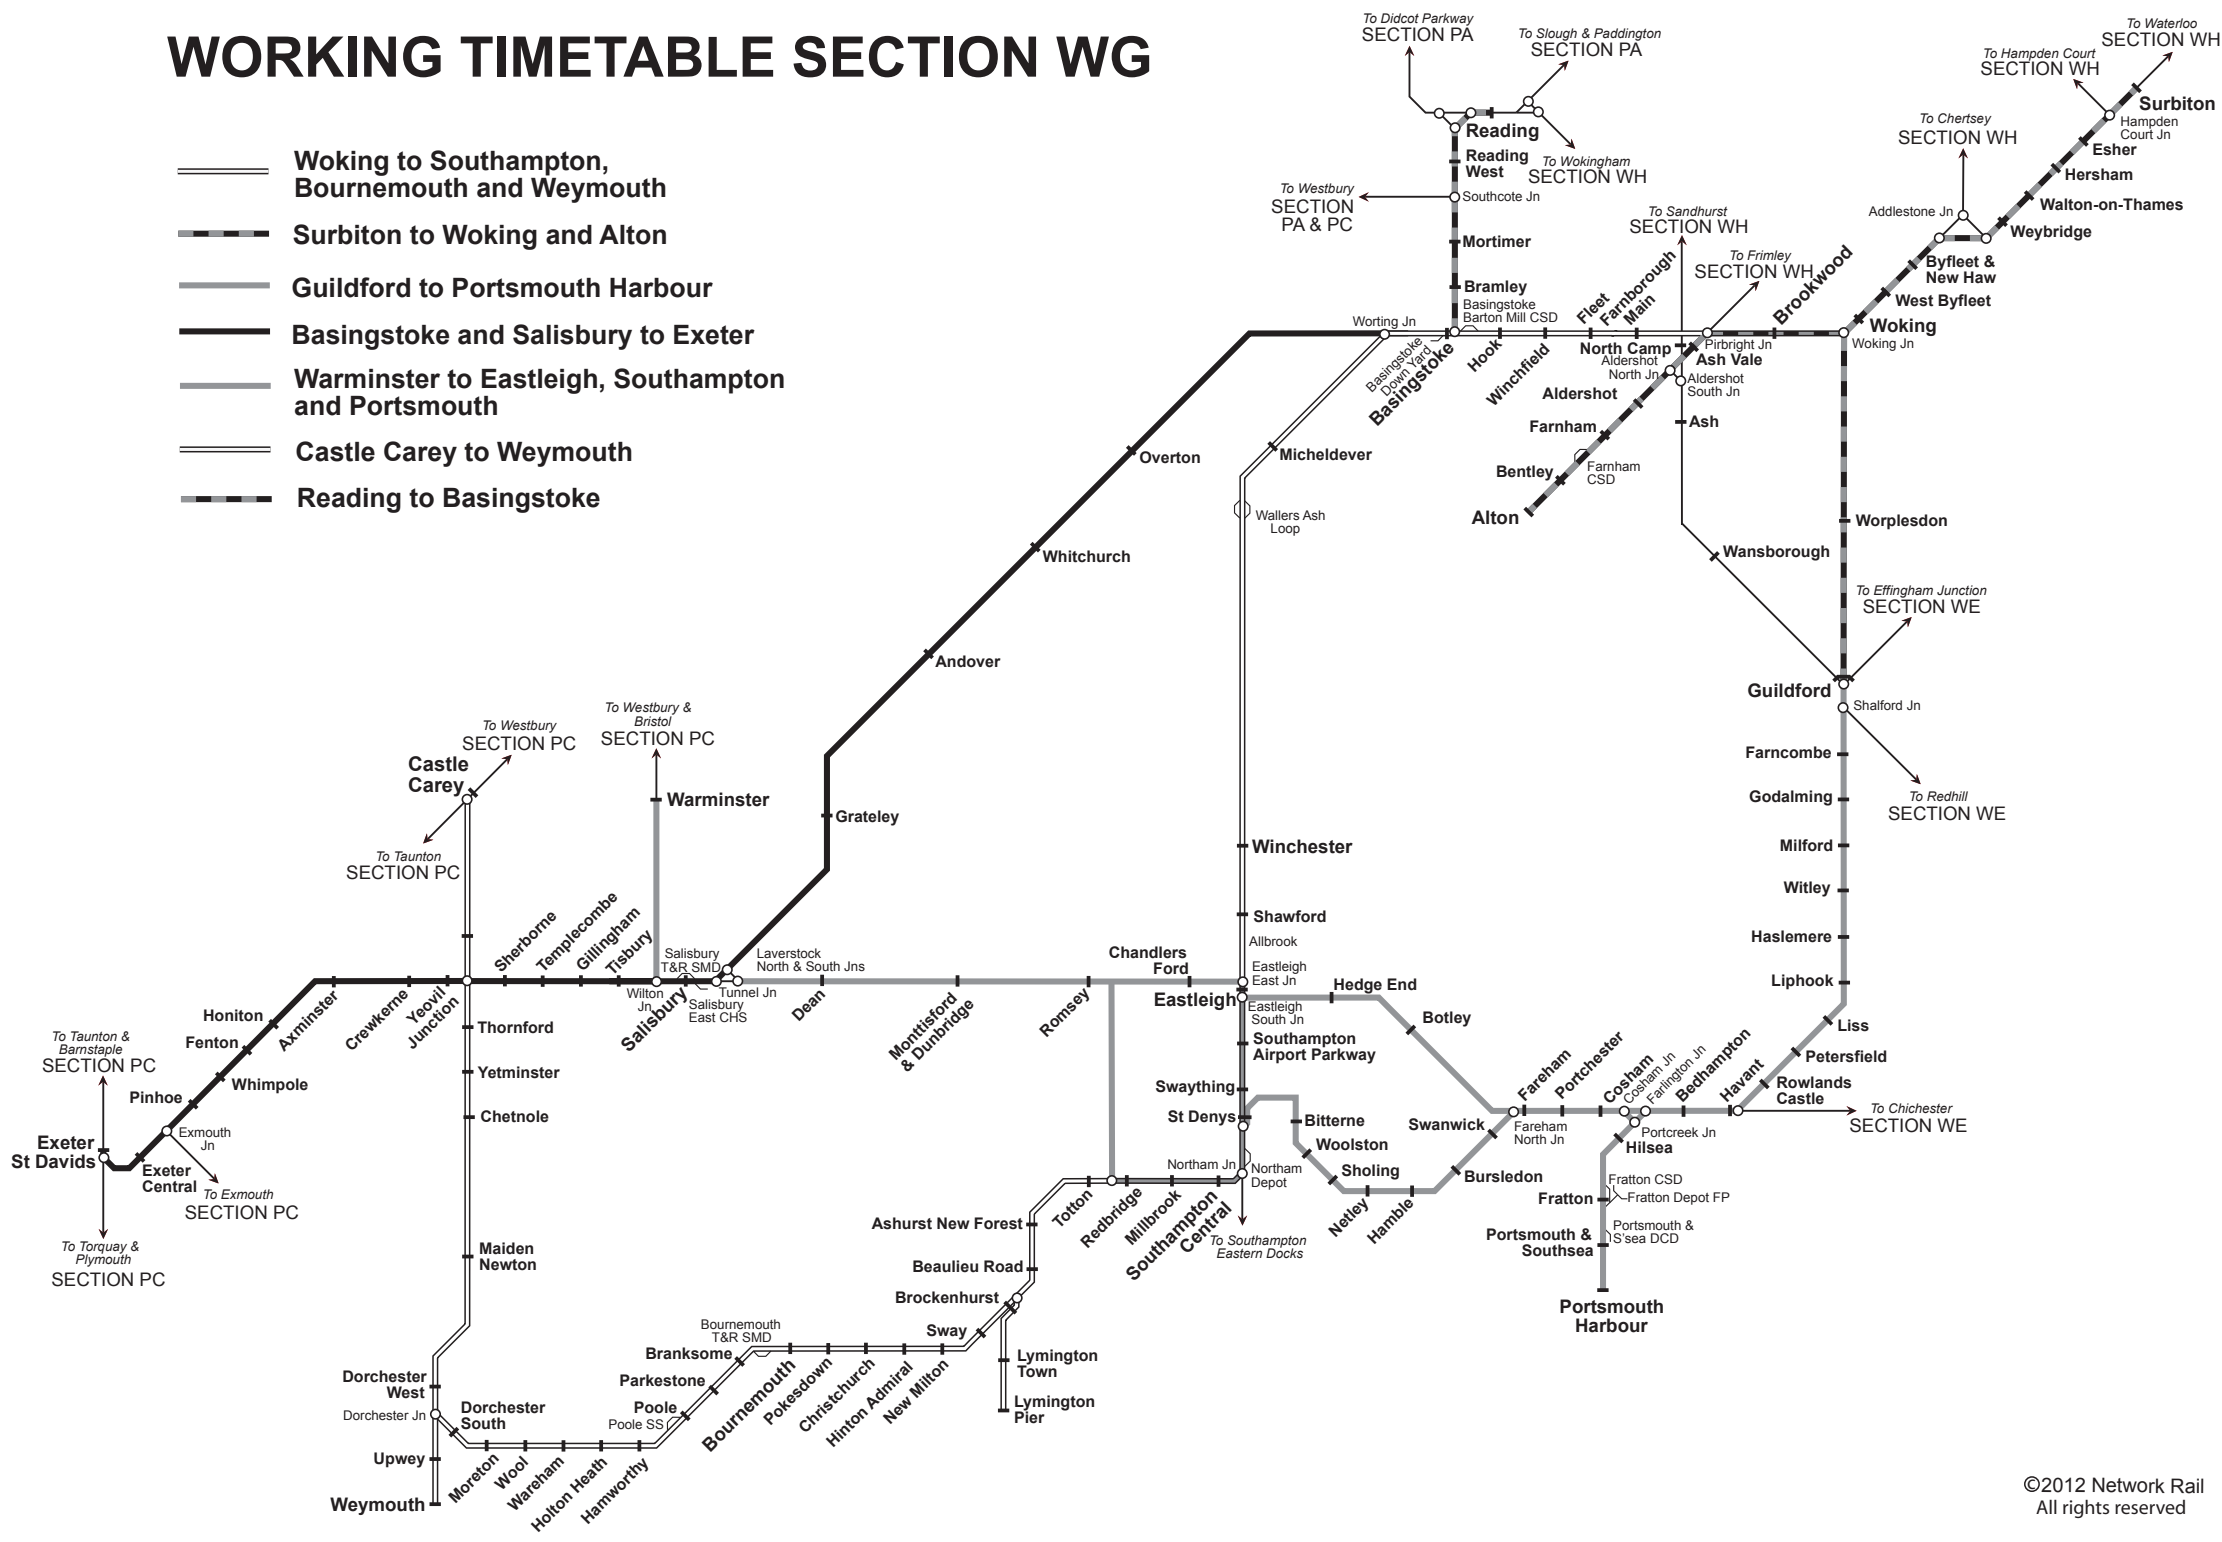 WORKING TIMETABLE SECTION WG
Woking to Southampton,
Bournemouth and Weymouth
Surbiton to Woking and Alton
Guildford to Portsmouth Harbour
Basingstoke and Salisbury to Exeter
Warminster to Eastleigh, Southampton
and Portsmouth
Castle Carey to Weymouth
Reading to Basingstoke
To Didcot Parkway
SECTION PA
To Slough & Paddington
SECTION PA
Reading
Reading
West
To Wokingham
SECTION WH
To Westbury
SECTION
PA & PC
Southcote Jn
Mortimer
Bramley
Basingstoke
Barton Mill CSD
To Waterloo
SECTION WH
To Hampden Court
SECTION WH
Surbiton
Hampden
Court Jn
Esher
Hersham
Walton-on-Thames
Weybridge
To Chertsey
SECTION WH
Addlestone Jn
Byfleet &
New Haw
West Byfleet
Woking
Woking Jn
To Sandhurst
SECTION WH
To Frimley
SECTION WH
Brookwood
Pirbright Jn
Farnborough
Main
Fleet
Winchfield
Hook
Basingstoke
Basingstoke
Down Yard
Worting Jn
North Camp
Ash Vale
Aldershot
North Jn
Aldershot
South Jn
Aldershot
Ash
Farnham
Farnham
CSD
Bentley
Alton
Wansborough
Worplesdon
To Effingham Junction
SECTION WE
Guildford
Shalford Jn
To Redhill
SECTION WE
Farncombe
Godalming
Milford
Witley
Haslemere
Liphook
Liss
Petersfield
Rowlands
Castle
To Chichester
SECTION WE
Havant
Bedhampton
Farlington Jn
Cosham Jn
Cosham
Portchester
Fareham
Fareham
North Jn
Portcreek Jn
Hilsea
Fratton CSD
Fratton Depot FP
Fratton
Portsmouth &
S'sea DCD
Portsmouth &
Southsea
Portsmouth
Harbour
Overton
Whitchurch
Andover
Grateley
Micheldever
Wallers Ash
Loop
Winchester
Shawford
Allbrook
Eastleigh
East Jn
Eastleigh
Eastleigh
South Jn
Hedge End
Botley
Chandlers
Ford
Romsey
Monttisford
& Dunbridge
Dean
Laverstock
North & South Jns
Tunnel Jn
Salisbury
T&R SMD
Salisbury
East CHS
Salisbury
Wilton
Jn
Warminster
To Westbury &
Bristol
SECTION PC
Tisbury
Gillingham
Templecombe
Sherborne
Castle
Carey
To Westbury
SECTION PC
To Taunton
SECTION PC
Yeovil
Junction
Crewkerne
Axminster
Honiton
Fenton
Whimpole
Pinhoe
Exmouth
Jn
To Exmouth
SECTION PC
Exeter
Central
Exeter
St Davids
To Taunton &
Barnstaple
SECTION PC
To Torquay &
Plymouth
SECTION PC
Thornford
Yetminster
Chetnole
Maiden
Newton
Dorchester
West
Dorchester Jn
Dorchester
South
Upwey
Weymouth
Moreton
Wool
Wareham
Holton Heath
Hamworthy
Poole
Poole SS
Parkestone
Branksome
Bournemouth
T&R SMD
Bournemouth
Pokesdown
Christchurch
Hinton Admiral
New Milton
Sway
Brockenhurst
Lymington
Town
Lymington
Pier
Beaulieu Road
Ashurst New Forest
Totton
Redbridge
Millbrook
Southampton
Central
Northam Jn
Northam
Depot
To Southampton
Eastern Docks
Southampton
Airport Parkway
Swaything
St Denys
Bitterne
Woolston
Sholing
Netley
Hamble
Bursledon
Swanwick
©2012 Network Rail
All rights reserved